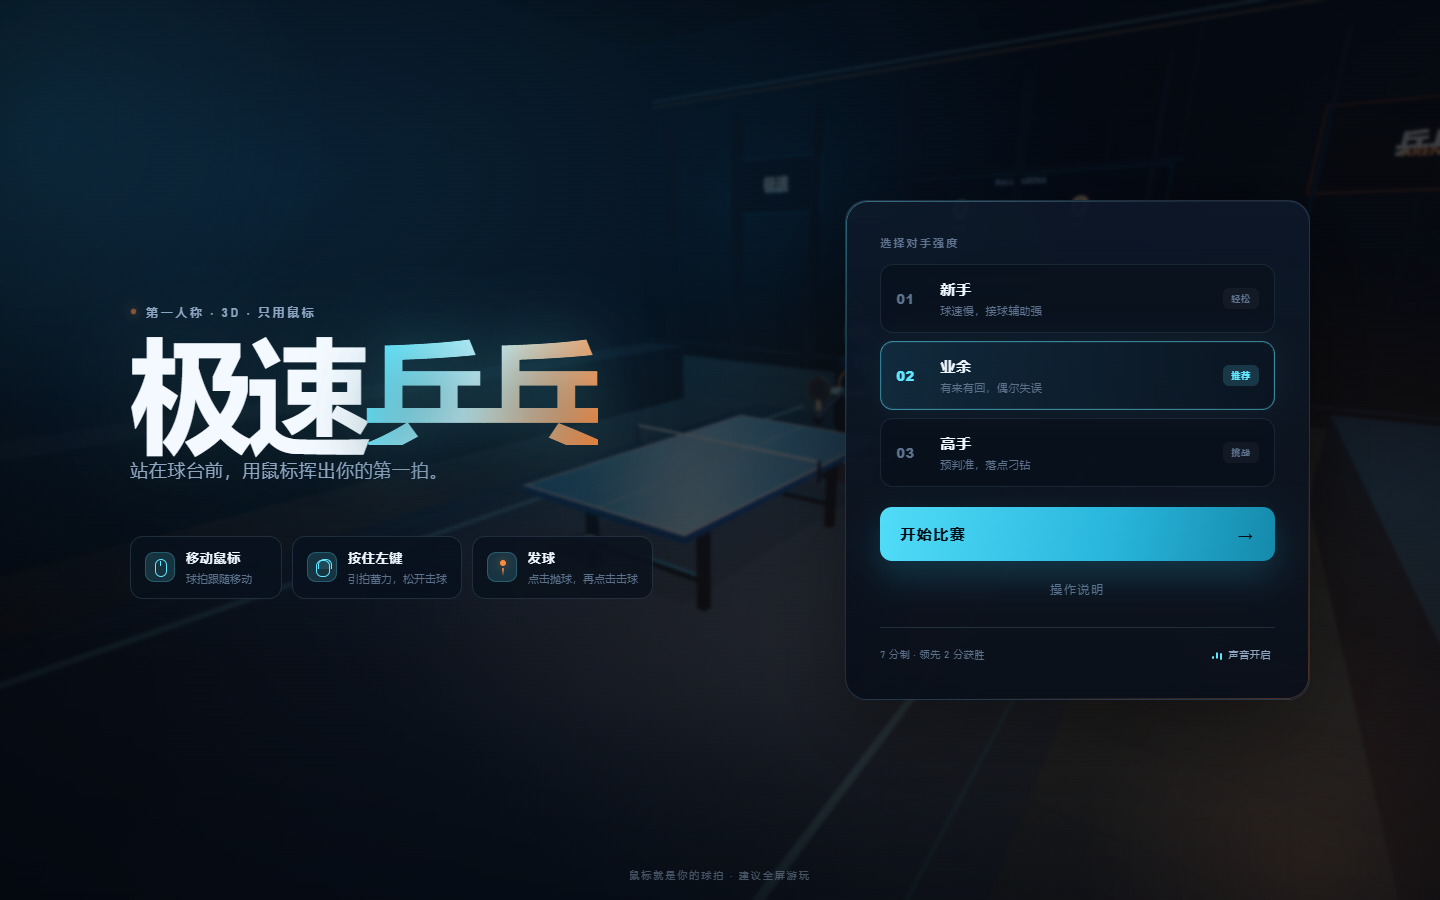 第一人称 · 3D · 只用鼠标
极速乒乓
站在球台前，用鼠标挥出你的第一拍。
移动鼠标
球拍跟随移动
按住左键
引拍蓄力，松开击球
发球
点击抛球，再点击击球
极速
选择对手强度
01
新手
球速慢，接球辅助强
轻松
02
业余
有来有回，偶尔失误
推荐
03
高手
预判准，落点刁钻
挑战
开始比赛 →
操作说明
7 分制 · 领先 2 分获胜
声音开启
鼠标就是你的球拍 · 建议全屏游玩